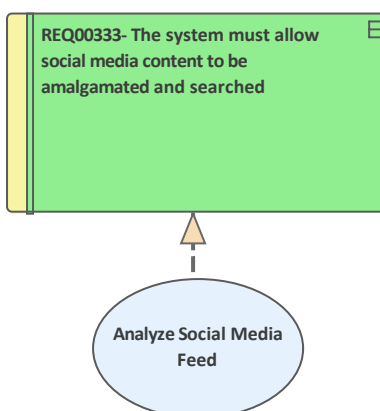 REQ00333- The system must allow
social media content to be
amalgamated and searched
Analyze Social Media
Feed